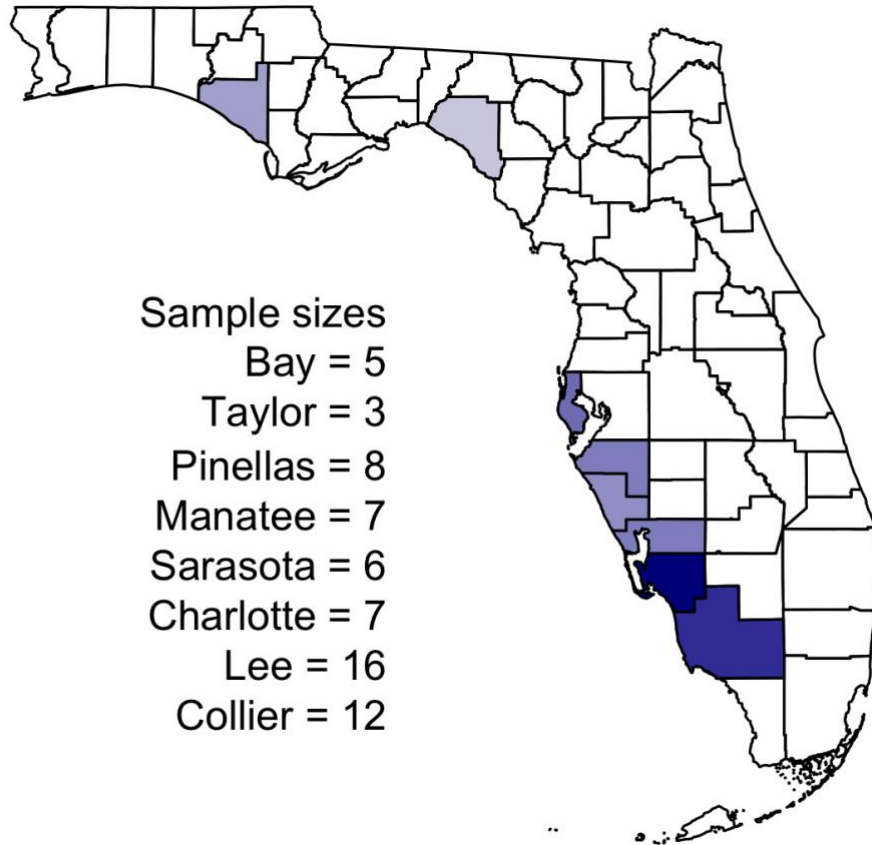 Sample sizes
Bay = 5
Taylor = 3
Pinellas = 8
Manatee = 7
Sarasota = 6
Charlotte = 7
Lee = 16
Collier = 12